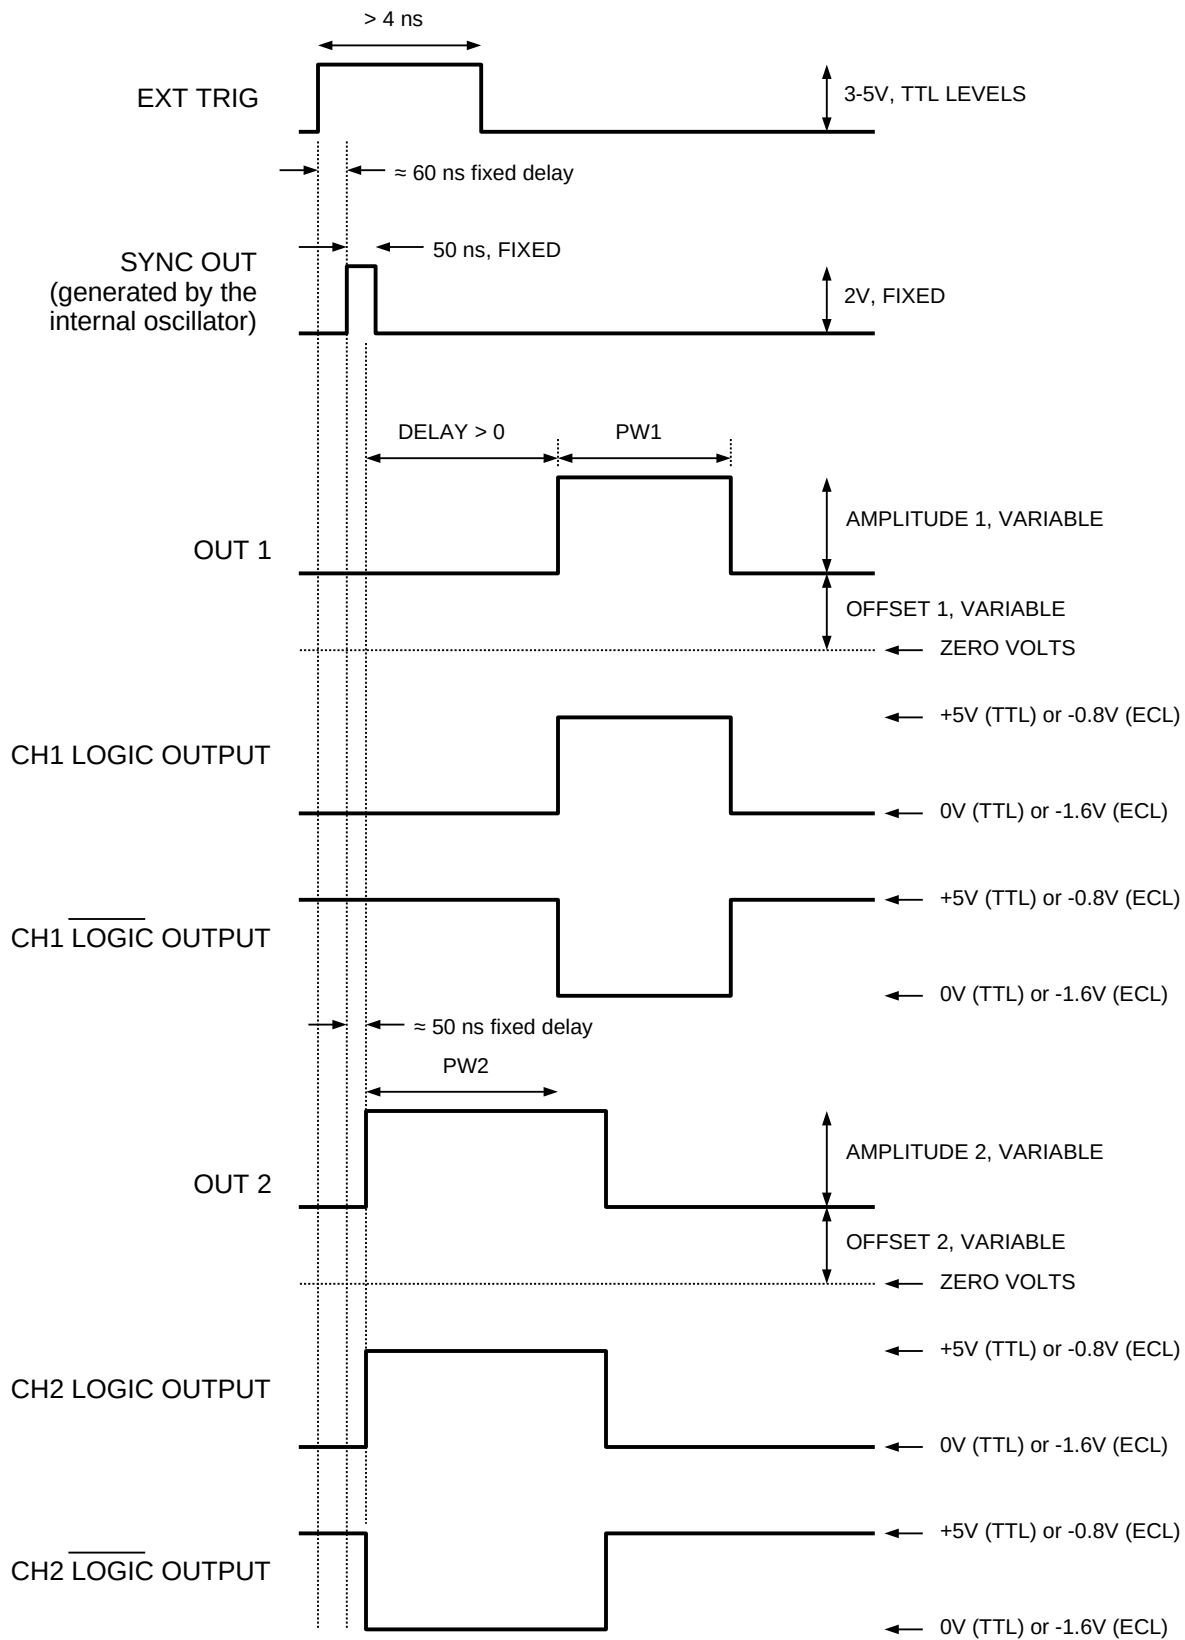 > 4 ns
EXT TRIG
3-5V, TTL LEVELS
≈ 60 ns fixed delay
50 ns, FIXED
SYNC OUT
(generated by the
internal oscillator)
2V, FIXED
DELAY > 0
PW1
AMPLITUDE 1, VARIABLE
OUT 1
OFFSET 1, VARIABLE
ZERO VOLTS
+5V (TTL) or -0.8V (ECL)
CH1 LOGIC OUTPUT
0V (TTL) or -1.6V (ECL)
+5V (TTL) or -0.8V (ECL)
CH1 L̅O̅G̅I̅C̅ OUTPUT
0V (TTL) or -1.6V (ECL)
≈ 50 ns fixed delay
PW2
AMPLITUDE 2, VARIABLE
OUT 2
OFFSET 2, VARIABLE
ZERO VOLTS
+5V (TTL) or -0.8V (ECL)
CH2 LOGIC OUTPUT
0V (TTL) or -1.6V (ECL)
+5V (TTL) or -0.8V (ECL)
CH2 L̅O̅G̅I̅C̅ OUTPUT
0V (TTL) or -1.6V (ECL)